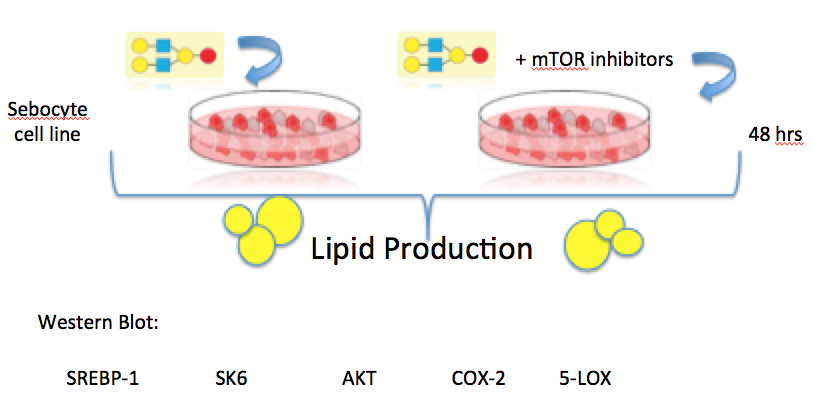 + mTOR inhibitors
Sebocyte
cell line
48 hrs
Lipid Production
Western Blot:
SREBP-1 SK6 AKT COX-2 5-LOX